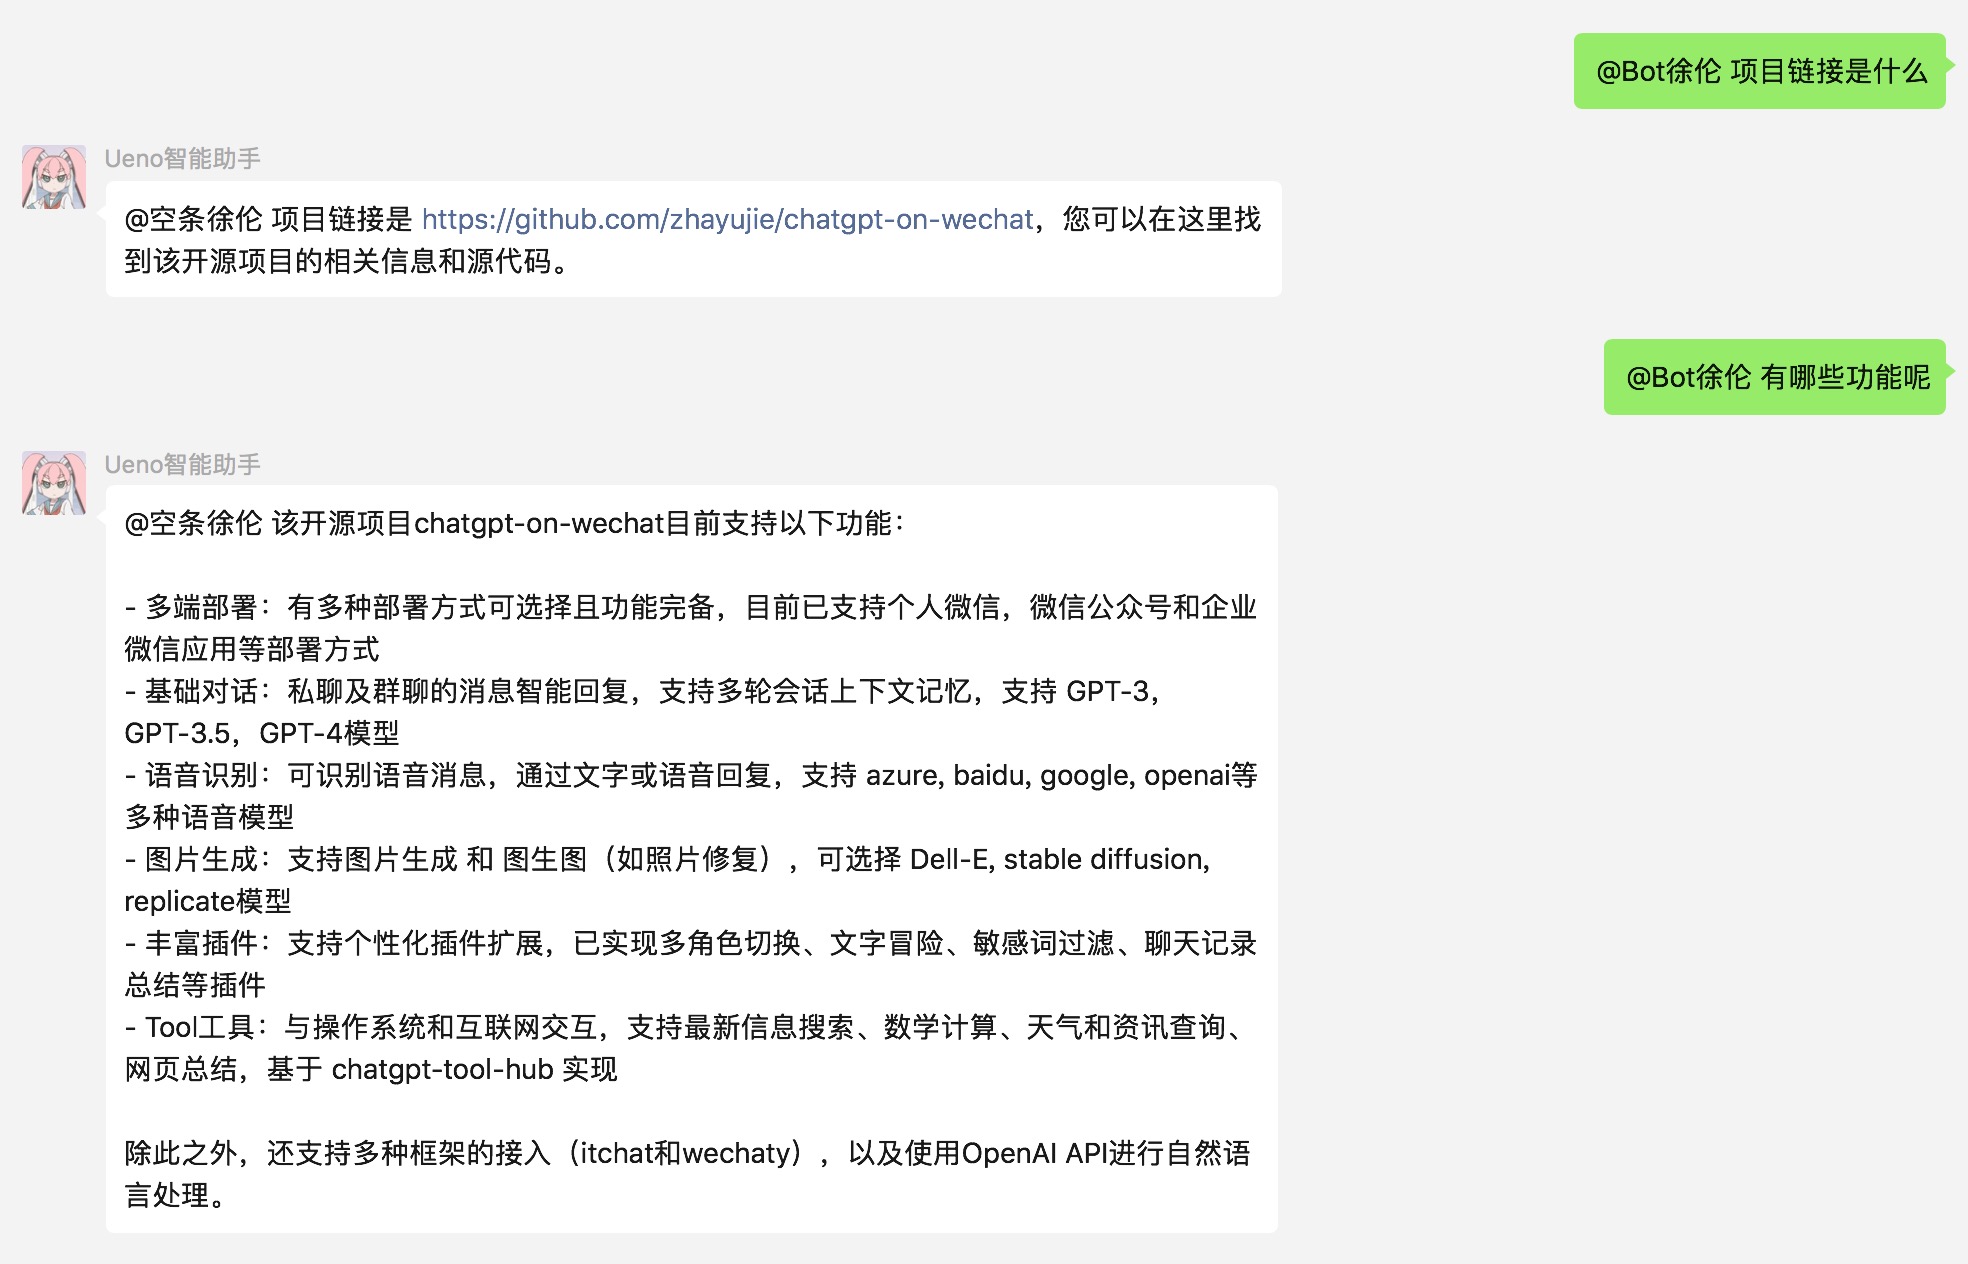 @Bot徐伦 项目链接是什么
Ueno智能助手
@空条徐伦 项目链接是 https://github.com/zhayujie/chatgpt-on-wechat，您可以在这里找
到该开源项目的相关信息和源代码。
@Bot徐伦 有哪些功能呢
Ueno智能助手
@空条徐伦 该开源项目chatgpt-on-wechat目前支持以下功能：
- 多端部署：有多种部署方式可选择且功能完备，目前已支持个人微信，微信公众号和企业
微信应用等部署方式
- 基础对话：私聊及群聊的消息智能回复，支持多轮会话上下文记忆，支持 GPT-3，
GPT-3.5，GPT-4模型
- 语音识别：可识别语音消息，通过文字或语音回复，支持 azure, baidu, google, openai等
多种语音模型
- 图片生成：支持图片生成 和 图生图（如照片修复），可选择 Dell-E, stable diffusion,
replicate模型
- 丰富插件：支持个性化插件扩展，已实现多角色切换、文字冒险、敏感词过滤、聊天记录
总结等插件
- Tool工具：与操作系统和互联网交互，支持最新信息搜索、数学计算、天气和资讯查询、
网页总结，基于 chatgpt-tool-hub 实现
除此之外，还支持多种框架的接入（itchat和wechaty），以及使用OpenAI API进行自然语
言处理。